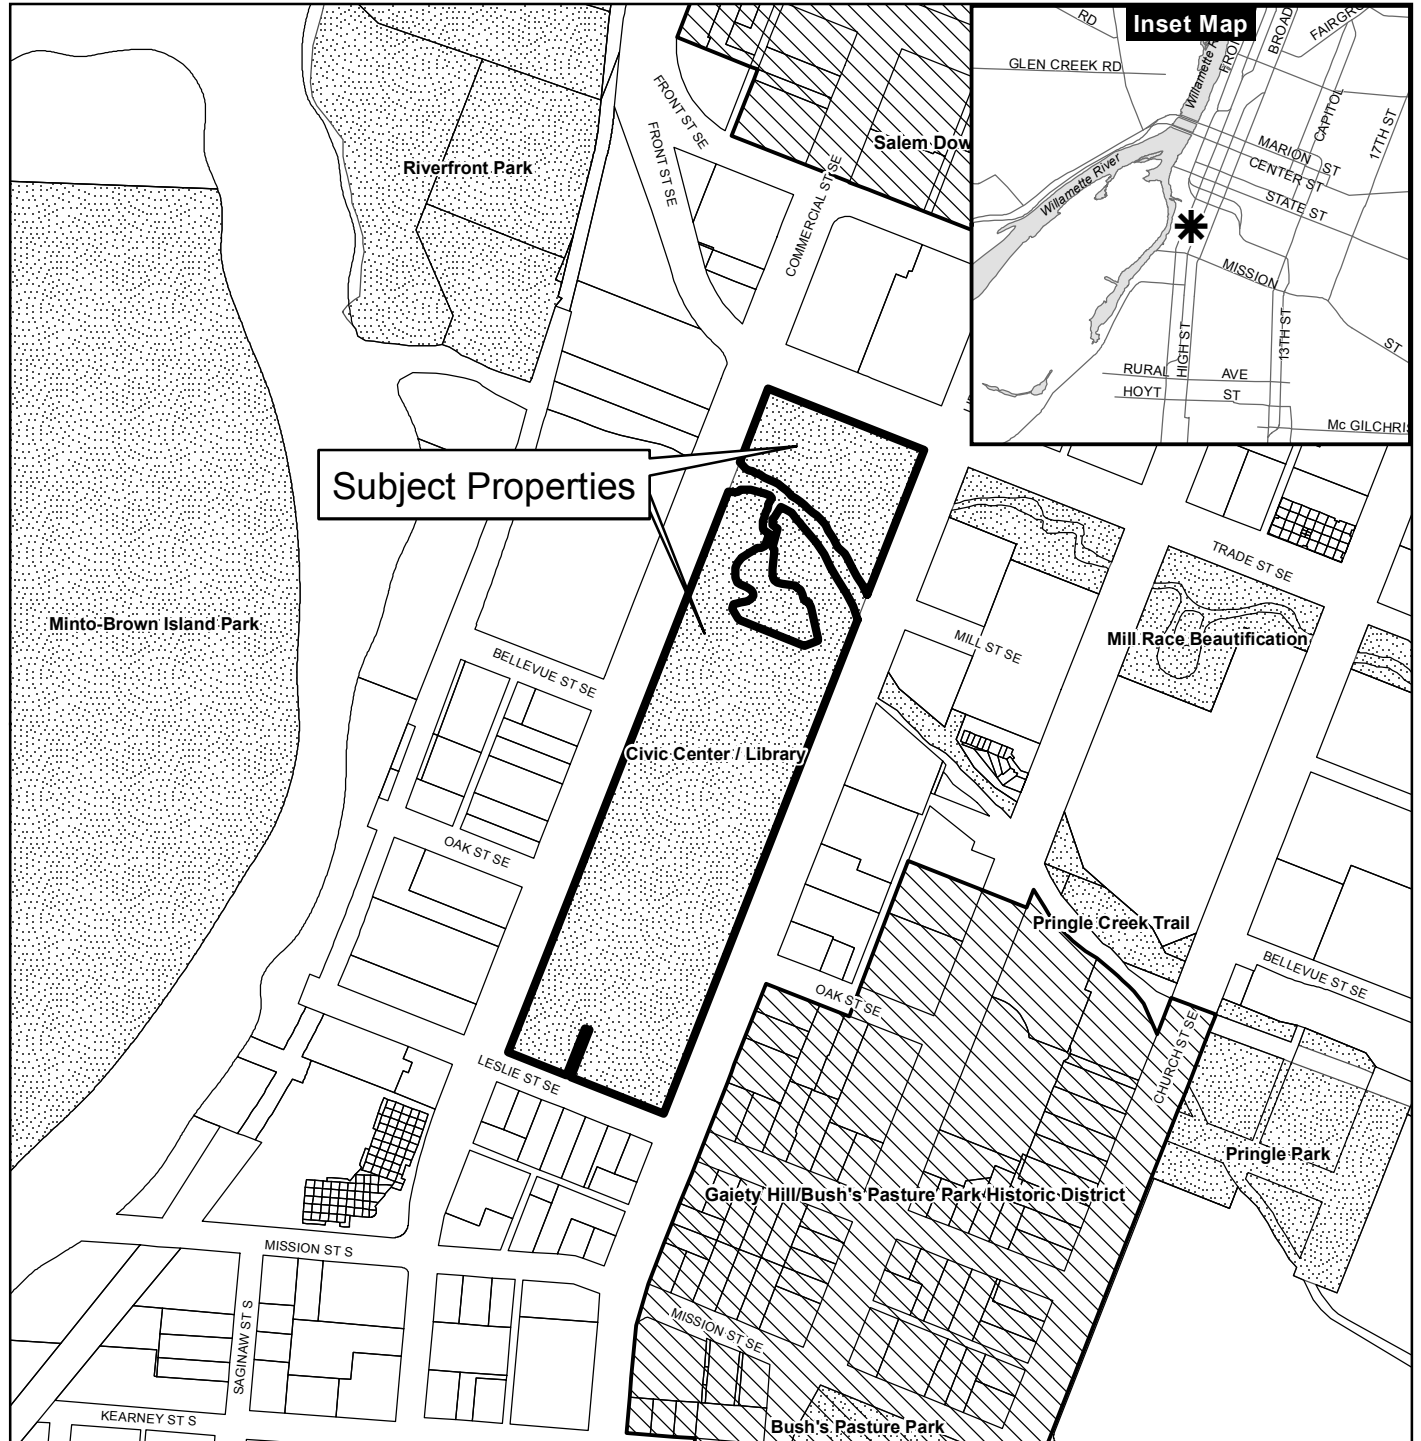 Inset Map
RD
FAIRGR
BROAD
FRON
GLEN CREEK RD
Willamette R
CAPITOL
17TH ST
MARION ST
CENTER ST
STATE ST
Willamette River
MISSION
ST
HIGH ST
13TH ST
RURAL AVE
HOYT ST
Mc GILCHRIS
FRONT ST SE
FRONT ST SE
Salem Dow
Riverfront Park
COMMERCIAL ST SE
Subject Properties
TRADE ST SE
Minto-Brown Island Park
MILL ST SE
Mill Race Beautification
BELLEVUE ST SE
Civic Center / Library
OAK ST SE
Pringle Creek Trail
BELLEVUE ST SE
OAK ST SE
CHURCH ST SE
LESLIE ST SE
Pringle Park
Gaiety Hill/Bush's Pasture Park Historic District
MISSION ST S
MISSION ST SE
SAGINAW ST S
KEARNEY ST S
Bush's Pasture Park